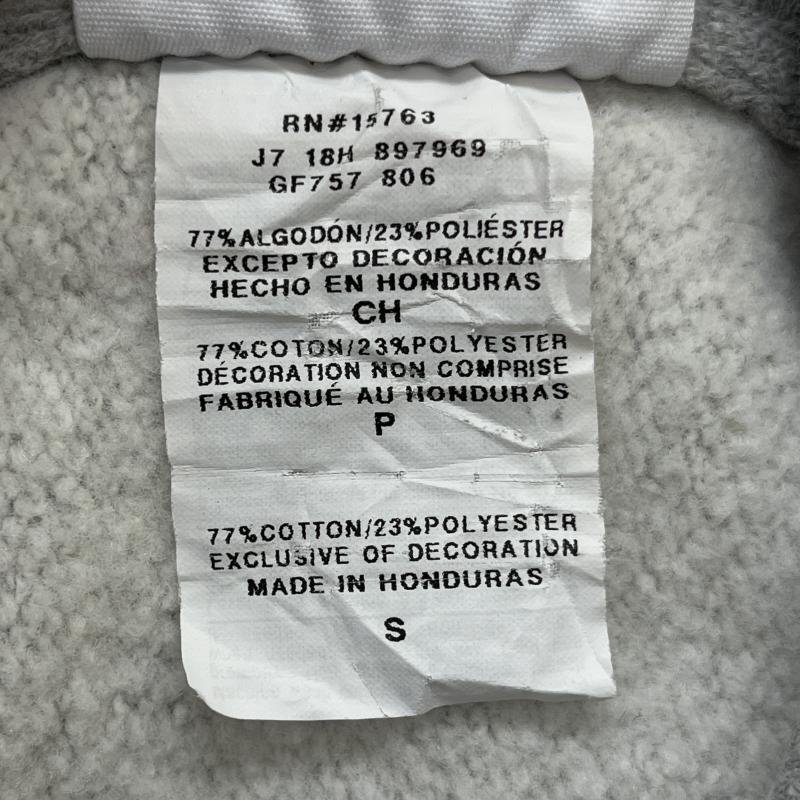 RN#15763
J7 18H 897969
GF757 806
77%ALGODÓN/23%POLIÉSTER
EXCEPTO DECORACIÓN
HECHO EN HONDURAS
CH
77%COTON/23%POLYESTER
DÉCORATION NON COMPRISE
FABRIQUÉ AU HONDURAS
P
77%COTTON/23%POLYESTER
EXCLUSIVE OF DECORATION
MADE IN HONDURAS
S